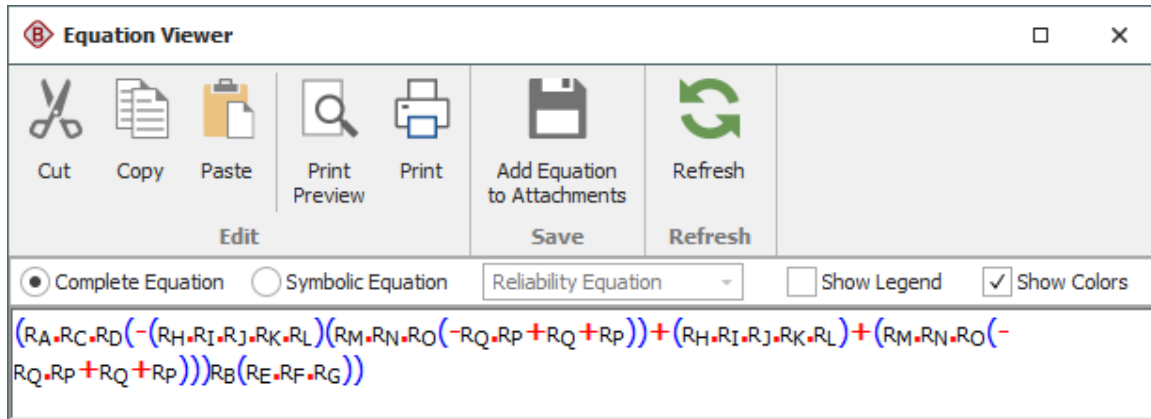 B Equation Viewer
Cut Copy Paste Print Preview Print Add Equation to Attachments Refresh
Edit Save Refresh
Complete Equation Symbolic Equation Reliability Equation Show Legend Show Colors
(RA.RC.RD(-(RH.RI.RJ.RK.RL)(RM.RN.RO(-RQ.RP+RQ+RP))+(RH.RI.RJ.RK.RL)+(RM.RN.RO(-
RQ.RP+RQ+RP)))RB(RE.RF.RG))